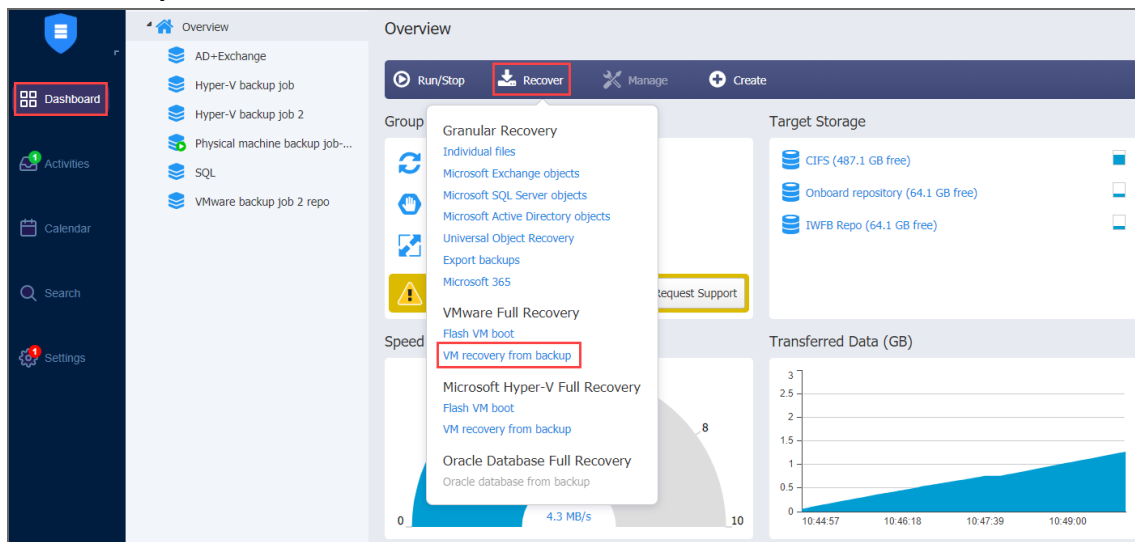 Dashboard
1
Activities
Calendar
Search
1
Settings
Overview
AD+Exchange
Hyper-V backup job
Hyper-V backup job 2
Physical machine backup job-...
SQL
VMware backup job 2 repo
Overview
Run/Stop
Recover
Manage
Create
Group
Granular Recovery
Individual files
Microsoft Exchange objects
Microsoft SQL Server objects
Microsoft Active Directory objects
Universal Object Recovery
Export backups
Microsoft 365
VMware Full Recovery
Flash VM boot
VM recovery from backup
Microsoft Hyper-V Full Recovery
Flash VM boot
VM recovery from backup
Oracle Database Full Recovery
Oracle database from backup
equest Support
Speed
0
4.3 MB/s
8
10
Target Storage
CIFS (487.1 GB free)
Onboard repository (64.1 GB free)
IWFB Repo (64.1 GB free)
Transferred Data (GB)
3
2.5
2
1.5
1
0.5
0
10:44:57 10:46:18 10:47:39 10:49:00